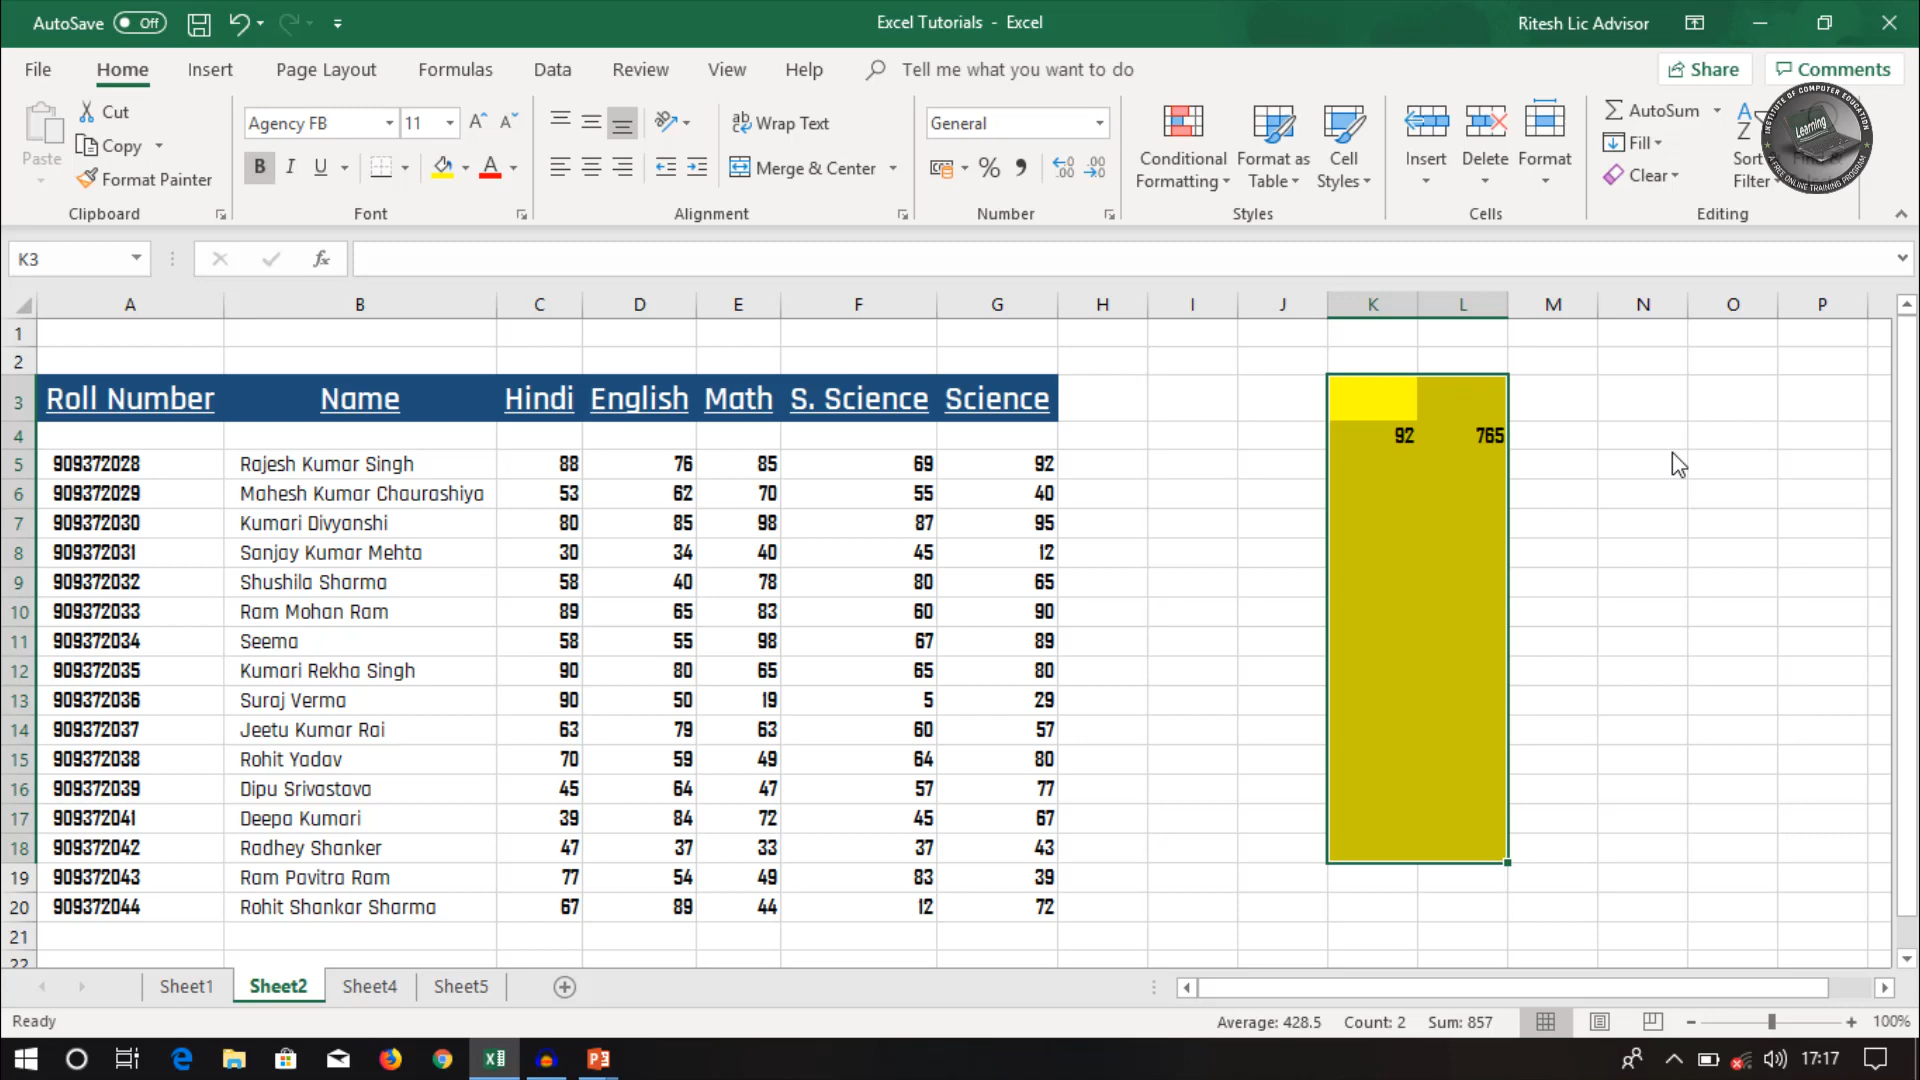 AutoSave Off Excel Tutorials - Excel Ritesh Lic Advisor
File Home Insert Page Layout Formulas Data Review View Help Tell me what you want to do Share Comments
Paste Cut Copy Format Painter Clipboard
Agency FB 11 B I U A Font
ab Wrap Text Merge & Center Alignment
General % Number
Conditional Formatting Format as Table Cell Styles Styles
Insert Delete Format Cells
AutoSum Fill Clear Sort Filter Editing
INSTITUTE OF COMPUTER EDUCATION Learning A FREE ONLINE TRAINING PROGRAM
K3 fx
A B C D E F G H I J K L M N O P
1
2
3 Roll Number Name Hindi English Math S. Science Science
4 92 765
5 909372028 Rajesh Kumar Singh 88 76 85 69 92
6 909372029 Mahesh Kumar Chaurashiya 53 62 70 55 40
7 909372030 Kumari Divyanshi 80 85 98 87 95
8 909372031 Sanjay Kumar Mehta 30 34 40 45 12
9 909372032 Shushila Sharma 58 40 78 80 65
10 909372033 Ram Mohan Ram 89 65 83 60 90
11 909372034 Seema 58 55 98 67 89
12 909372035 Kumari Rekha Singh 90 80 65 65 80
13 909372036 Suraj Verma 90 50 19 5 29
14 909372037 Jeetu Kumar Rai 63 79 63 60 57
15 909372038 Rohit Yadav 70 59 49 64 80
16 909372039 Dipu Srivastava 45 64 47 57 77
17 909372041 Deepa Kumari 39 84 72 45 67
18 909372042 Radhey Shanker 47 37 33 37 43
19 909372043 Ram Pavitra Ram 77 54 49 83 39
20 909372044 Rohit Shankar Sharma 67 89 44 12 72
21
22
Sheet1 Sheet2 Sheet4 Sheet5
Ready Average: 428.5 Count: 2 Sum: 857 100%
17:17